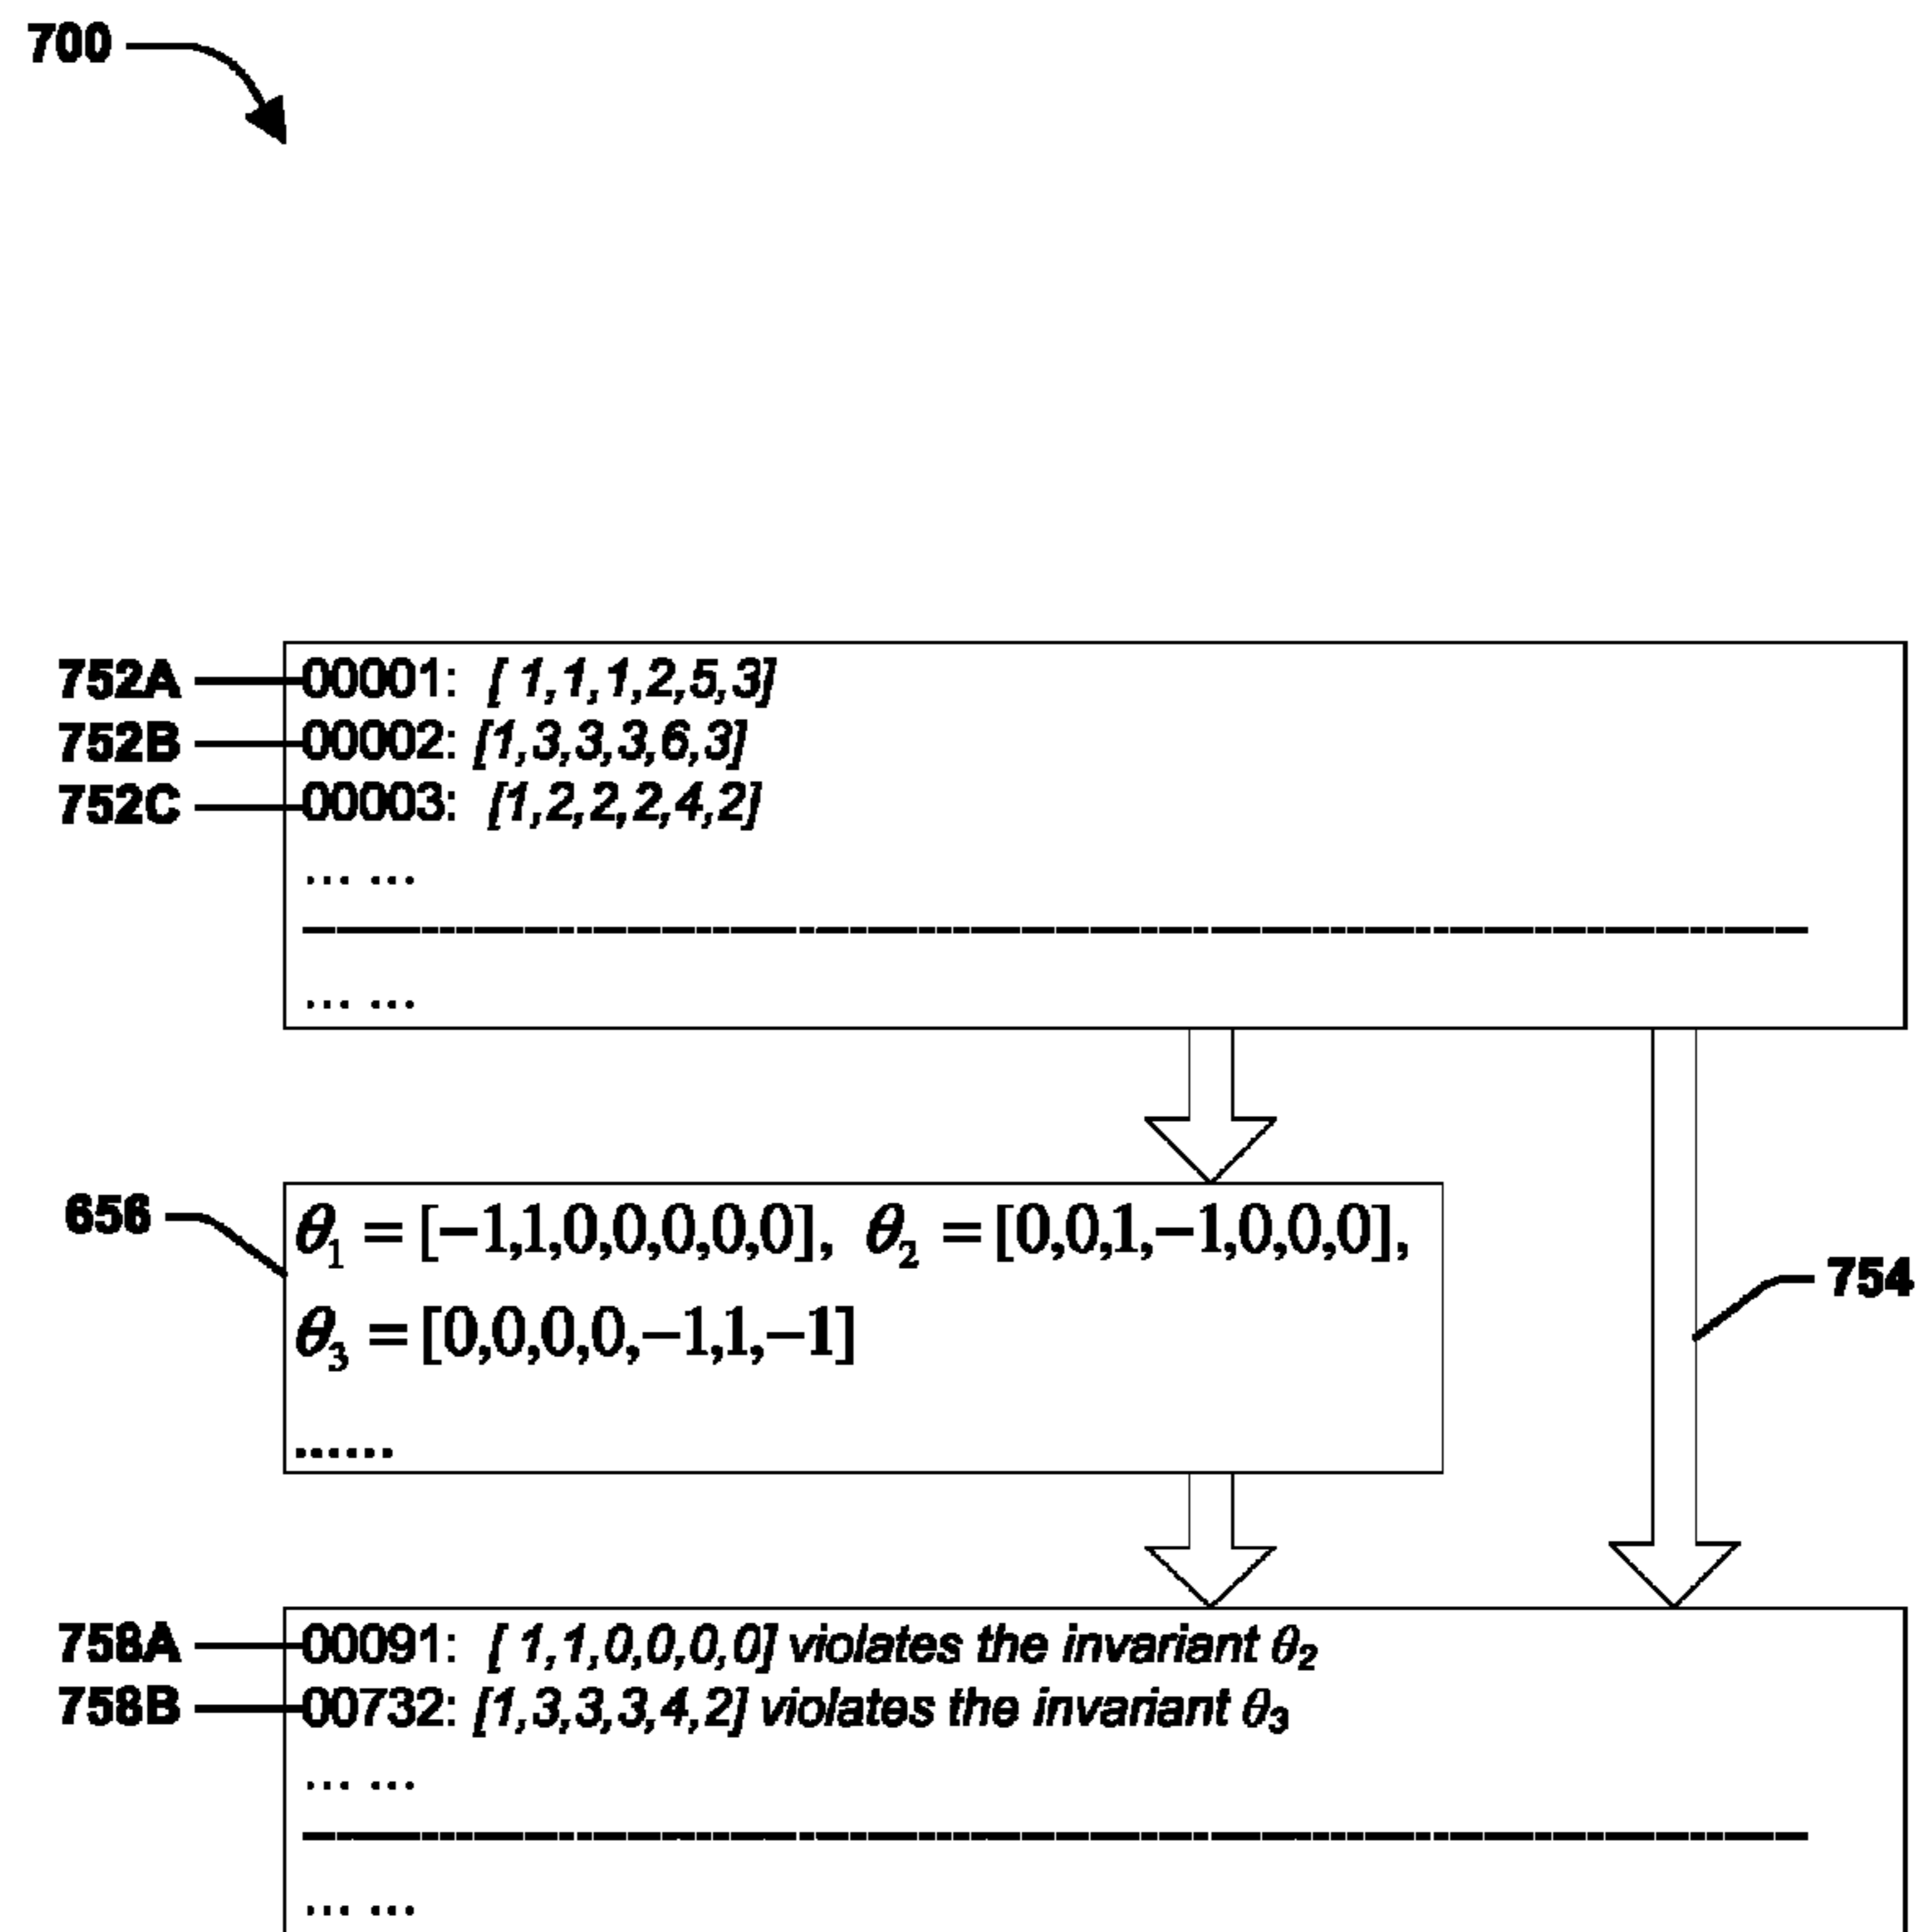 700
752A 00001: [ 1,1,1,2,5,3]
752B 00002: [1,3,3,3,6,3]
752C 00003: [1,2,2,2,4,2]
... ...
... ...
656
θ₁ = [−1,1,0,0,0,0,0], θ₂ = [0,0,1,−1,0,0,0],
θ₃ = [0,0,0,0,−1,1,−1]
......
754
758A 00091: [ 1,1,0,0,0,0] violates the invariant θ₂
758B 00732: [1,3,3,3,4,2] violates the invariant θ₃
... ...
... ...